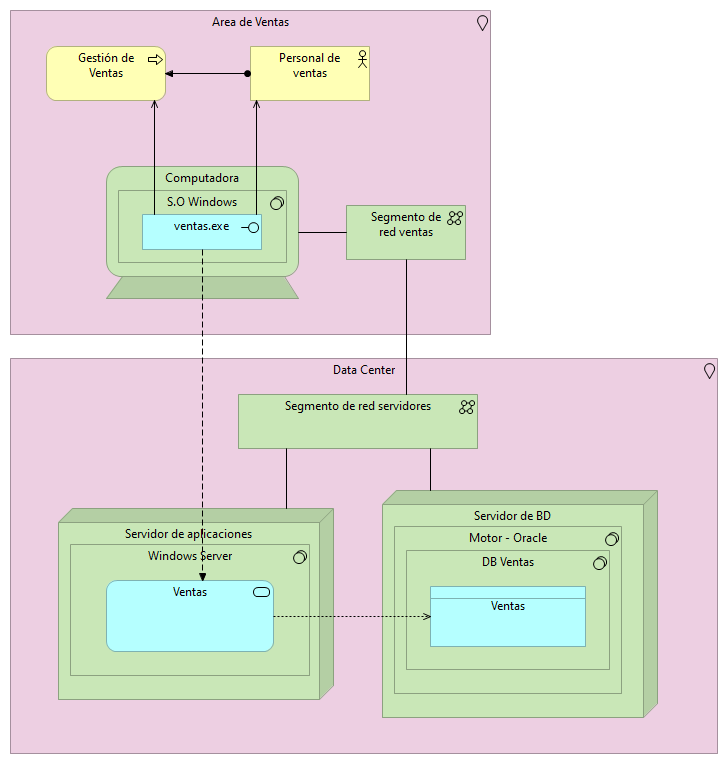 Area de Ventas
Gestión de
Ventas
Personal de
ventas
Computadora
S.O Windows
ventas.exe
Segmento de
red ventas
Data Center
Segmento de red servidores
Servidor de aplicaciones
Windows Server
Ventas
Servidor de BD
Motor - Oracle
DB Ventas
Ventas